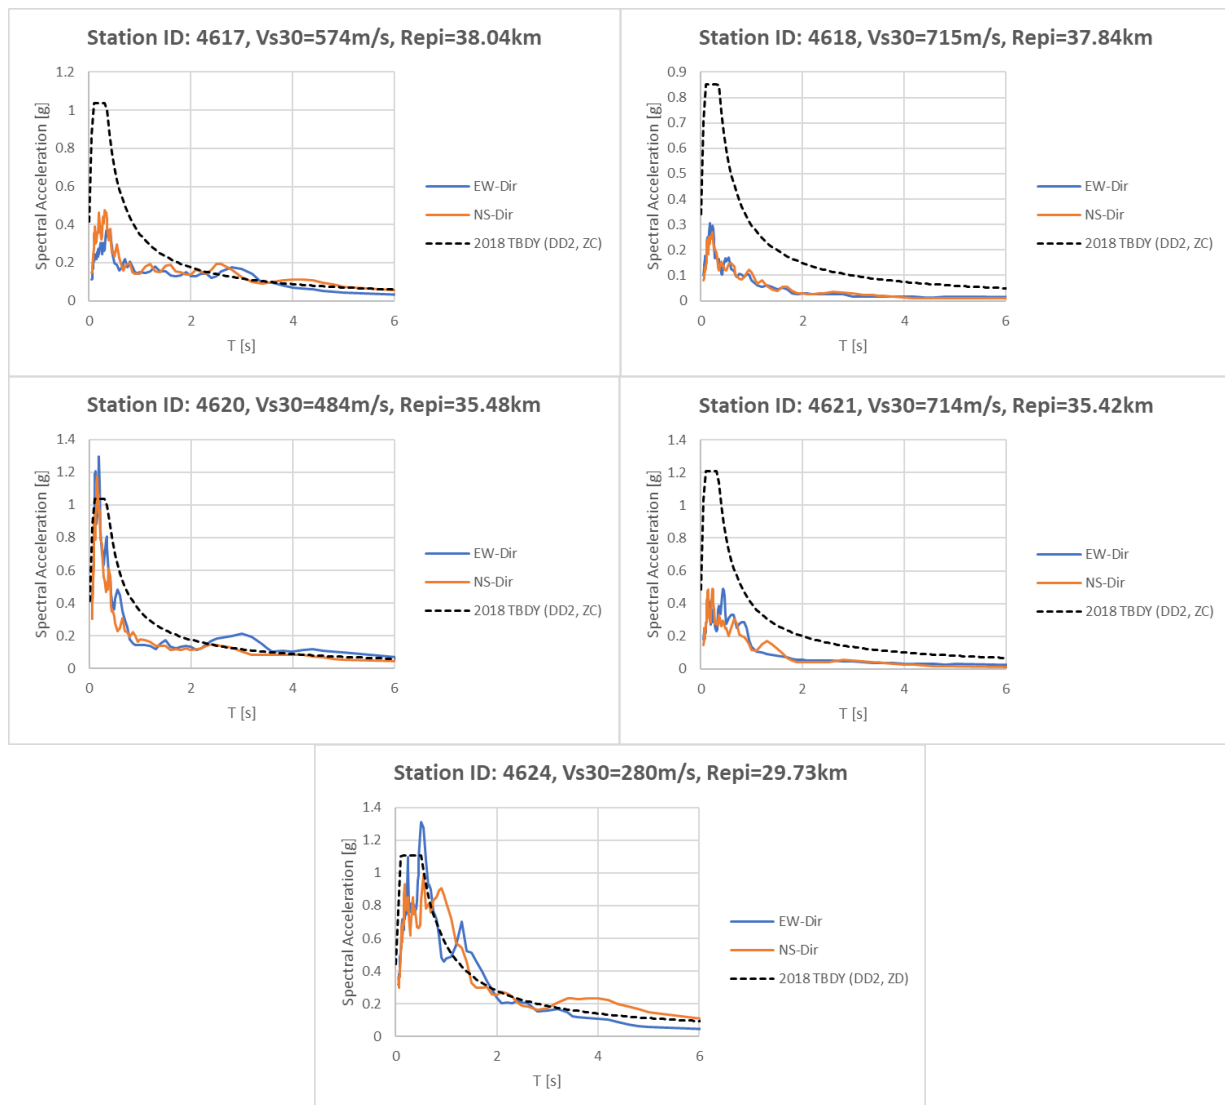 Station ID: 4617, Vs30=574m/s, Repi=38.04km
Spectral Acceleration [g]
1.2
1
0.8
0.6
0.4
0.2
0
0
2
4
6
T [s]
EW-Dir
NS-Dir
2018 TBDY (DD2, ZC)
Station ID: 4618, Vs30=715m/s, Repi=37.84km
Spectral Acceleration [g]
0.9
0.8
0.7
0.6
0.5
0.4
0.3
0.2
0.1
0
0
2
4
6
T [s]
EW-Dir
NS-Dir
2018 TBDY (DD2, ZC)
Station ID: 4620, Vs30=484m/s, Repi=35.48km
Spectral Acceleration [g]
1.4
1.2
1
0.8
0.6
0.4
0.2
0
0
2
4
6
T [s]
EW-Dir
NS-Dir
2018 TBDY (DD2, ZC)
Station ID: 4621, Vs30=714m/s, Repi=35.42km
Spectral Acceleration [g]
1.4
1.2
1
0.8
0.6
0.4
0.2
0
0
2
4
6
T [s]
EW-Dir
NS-Dir
2018 TBDY (DD2, ZC)
Station ID: 4624, Vs30=280m/s, Repi=29.73km
Spectral Acceleration [g]
1.4
1.2
1
0.8
0.6
0.4
0.2
0
0
2
4
6
T [s]
EW-Dir
NS-Dir
2018 TBDY (DD2, ZD)